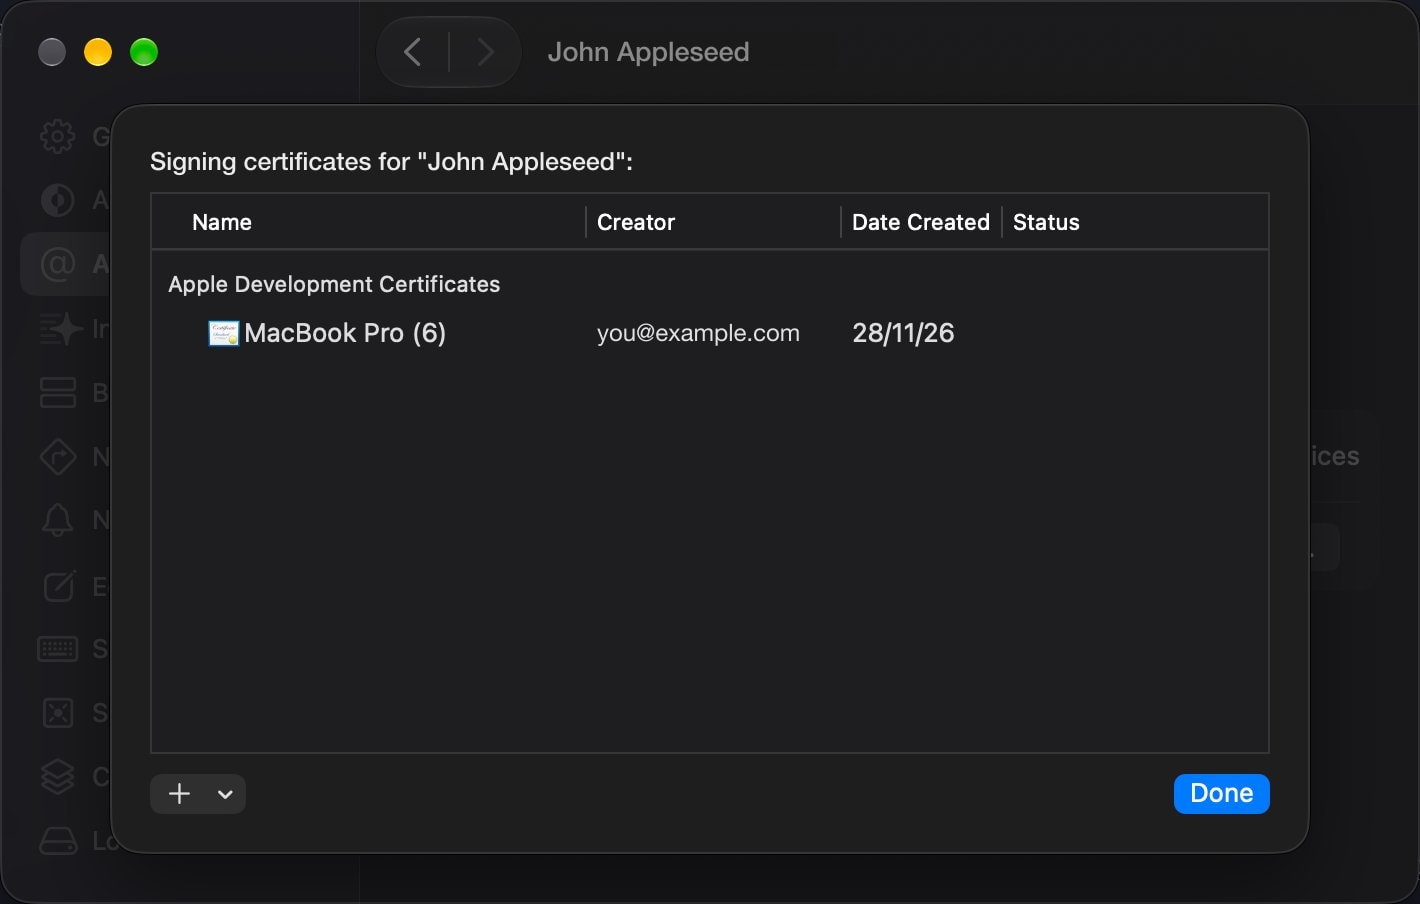 John Appleseed
Signing certificates for "John Appleseed":
Name Creator Date Created Status
Apple Development Certificates
MacBook Pro (6) you@example.com 28/11/26
Done